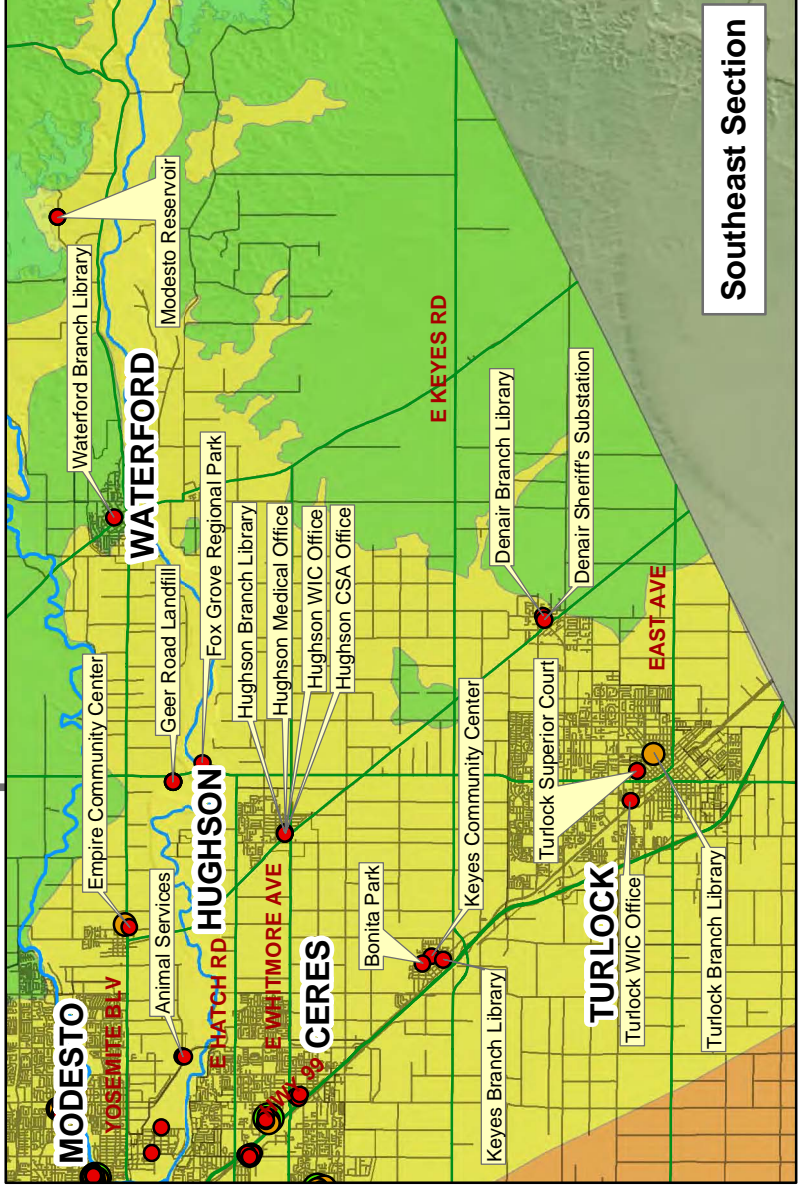 Modesto Reservoir
Waterford Branch Library
WATERFORD
Empire Community Center
Geer Road Landfill
Fox Grove Regional Park
MODESTO
YOSEMITE BLV
Animal Services
HUGHSON
Hughson Branch Library
Hughson Medical Office
Hughson WIC Office
Hughson CSA Office
E HATCH RD
E WHITMORE AVE
CERES
HWY 99
Bonita Park
Keyes Community Center
Keyes Branch Library
E KEYES RD
Denair Branch Library
Denair Sheriff's Substation
Turlock Superior Court
EAST AVE
TURLOCK
Turlock WIC Office
Turlock Branch Library
Southeast Section